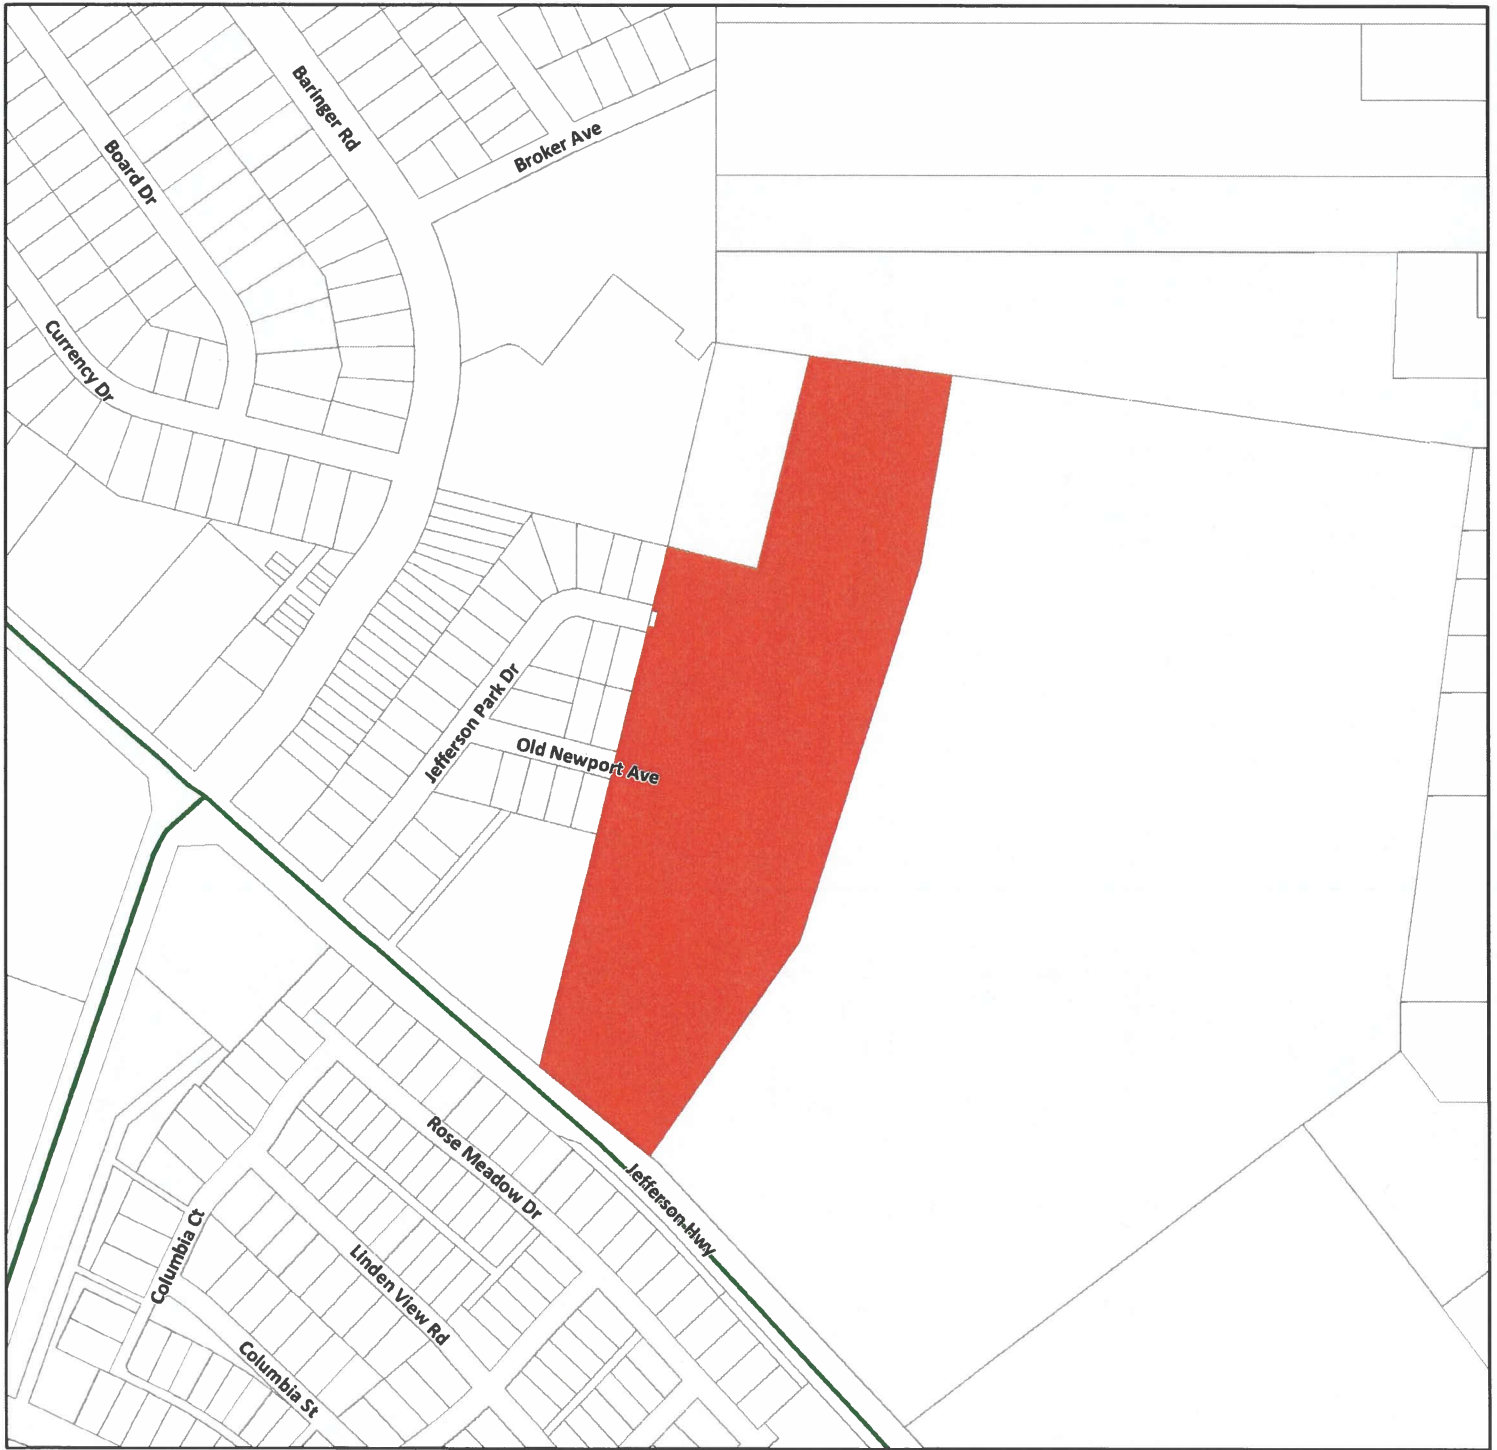 Baringer Rd
Broker Ave
Board Dr
Currency Dr
Jefferson Park Dr
Old Newport Ave
Rose Meadow Dr
Jefferson Hwy
Columbia Ct
Linden View Rd
Columbia St